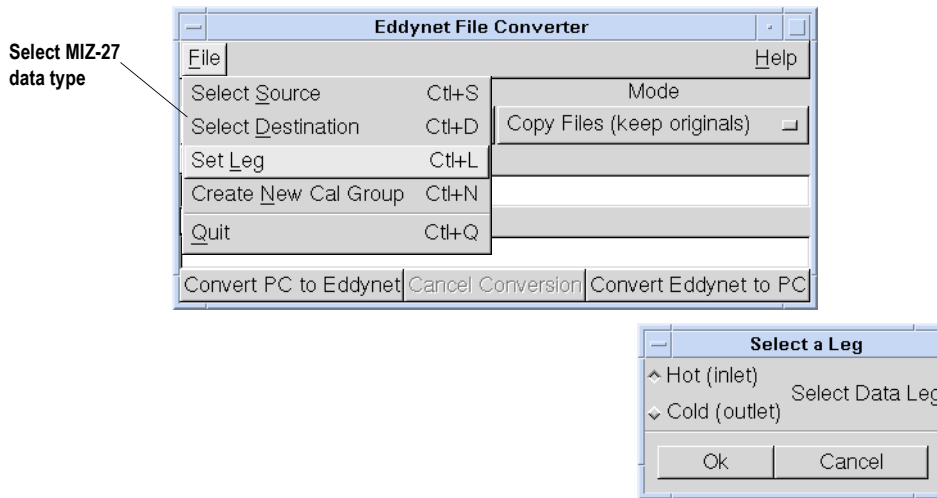 Eddynet File Converter
Select MIZ-27
data type
File Help
Select Source Ctl+S
Mode
Select Destination Ctl+D
Copy Files (keep originals)
Set Leg Ctl+L
Create New Cal Group Ctl+N
Quit Ctl+Q
Convert PC to Eddynet Cancel Conversion Convert Eddynet to PC
Select a Leg
Hot (inlet)
Select Data Leg
Cold (outlet)
Ok Cancel